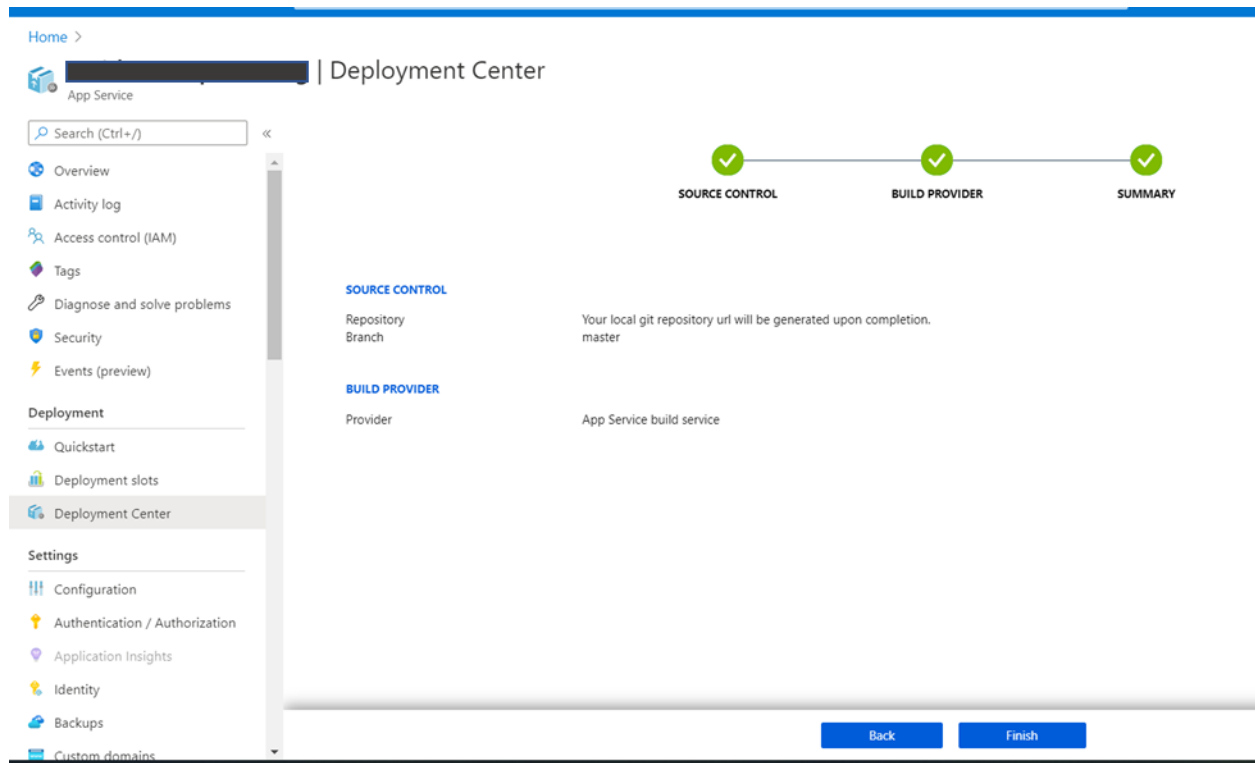 Home >
| Deployment Center
App Service
Search (Ctrl+/)
«
Overview
Activity log
Access control (IAM)
Tags
Diagnose and solve problems
Security
Events (preview)
Deployment
Quickstart
Deployment slots
Deployment Center
Settings
Configuration
Authentication / Authorization
Application Insights
Identity
Backups
Custom domains
SOURCE CONTROL BUILD PROVIDER SUMMARY
SOURCE CONTROL
Repository Your local git repository url will be generated upon completion.
Branch master
BUILD PROVIDER
Provider App Service build service
Back Finish